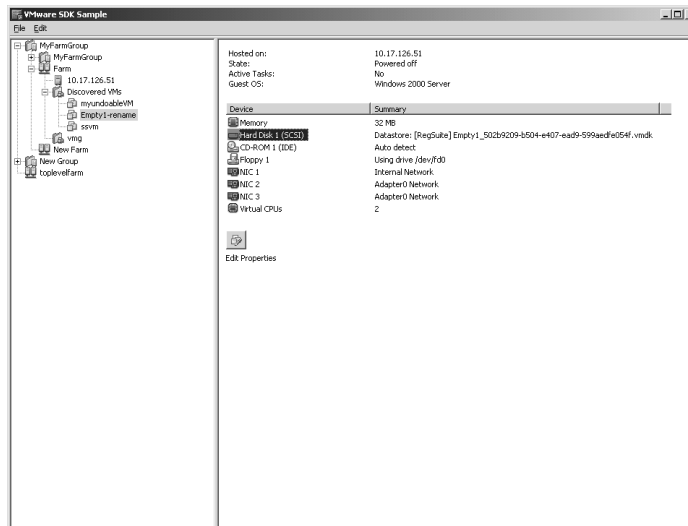 VMware SDK Sample
File Edit
MyFarmGroup
MyFarmGroup
Farm
10.17.126.51
Discovered VMs
myundoableVM
Empty1-rename
ssvm
vmg
New Farm
New Group
toplevelfarm
Hosted on: 10.17.126.51
State: Powered off
Active Tasks: No
Guest OS: Windows 2000 Server
Device Summary
Memory 32 MB
Hard Disk 1 (SCSI) Datastore: [RegSuite] Empty1_502b9209-b504-e407-ead9-599aedfe054f.vmdk
CD-ROM 1 (IDE) Auto detect
Floppy 1 Using drive /dev/fd0
NIC 1 Internal Network
NIC 2 Adapter0 Network
NIC 3 Adapter0 Network
Virtual CPUs 2
Edit Properties